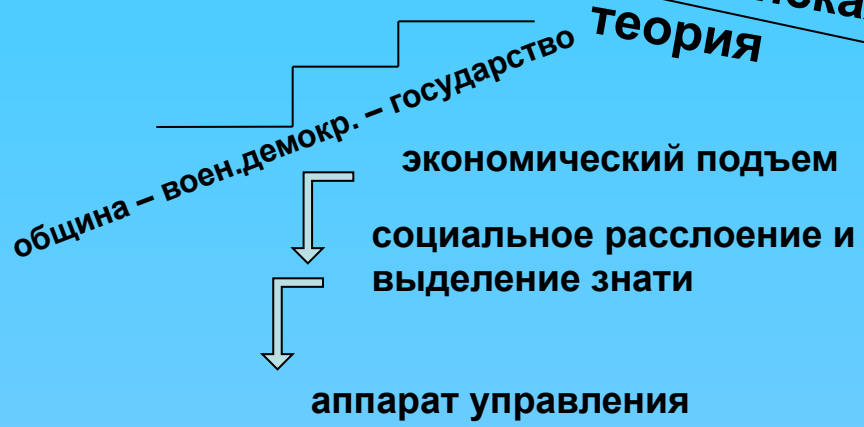 теория
община – воен.демокр. – государство
экономический подъем
социальное расслоение и
выделение знати
аппарат управления